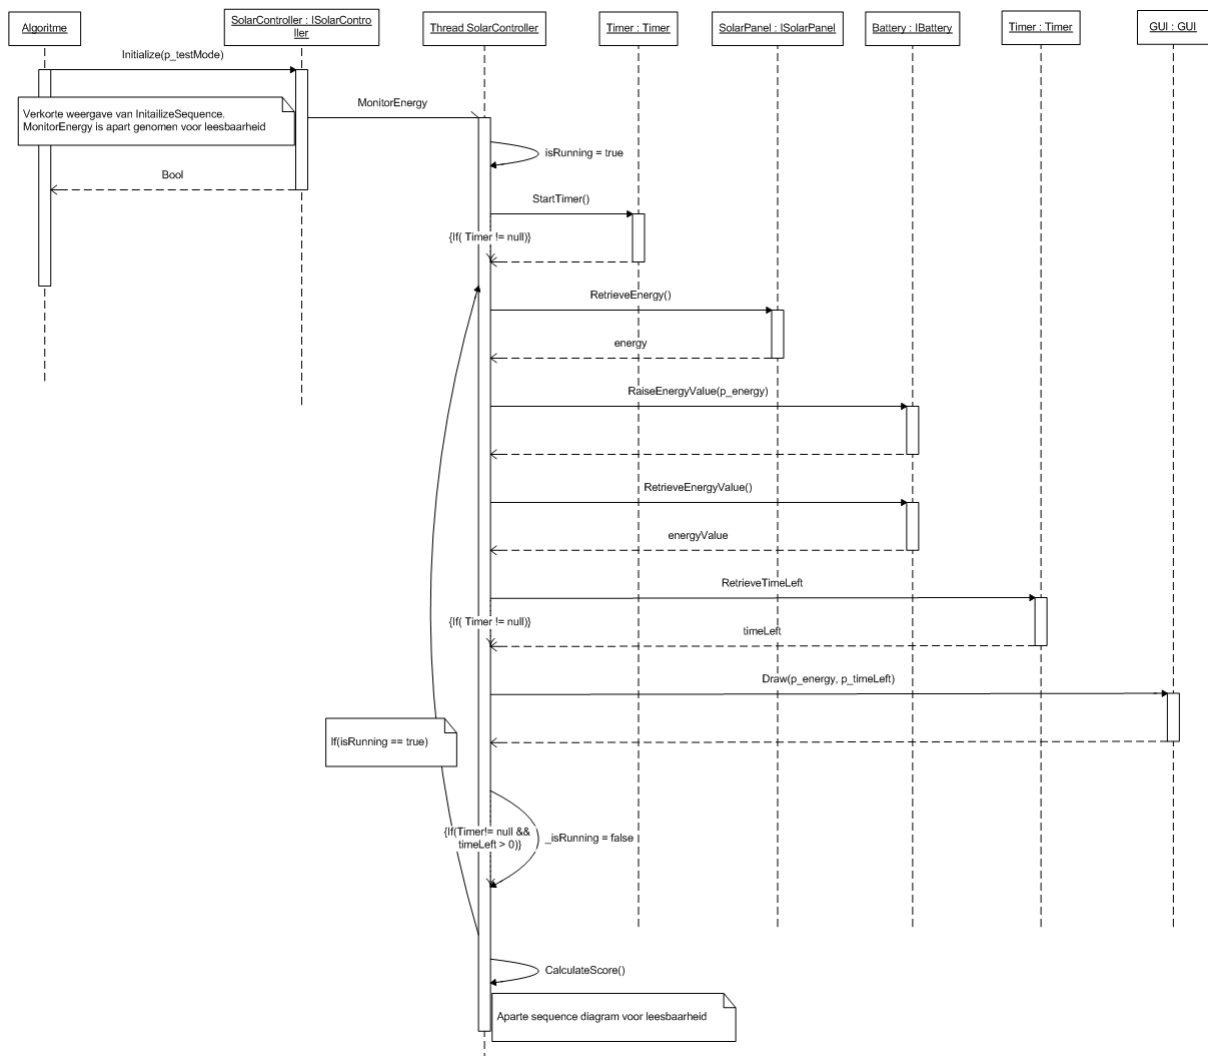 Algoritme
SolarController : ISolarContro
ller
Thread SolarController
Timer : Timer
SolarPanel : ISolarPanel
Battery : IBattery
Timer : Timer
GUI : GUI
Initialize(p_testMode)
Verkorte weergave van InitailizeSequence.
MonitorEnergy is apart genomen voor leesbaarheid
MonitorEnergy
isRunning = true
Bool
StartTimer()
{If( Timer != null)}
RetrieveEnergy()
energy
RaiseEnergyValue(p_energy)
RetrieveEnergyValue()
energyValue
RetrieveTimeLeft
{If( Timer != null)}
timeLeft
Draw(p_energy, p_timeLeft)
If(isRunning == true)
{If(Timer!= null &&
timeLeft > 0)}
_isRunning = false
CalculateScore()
Aparte sequence diagram voor leesbaarheid